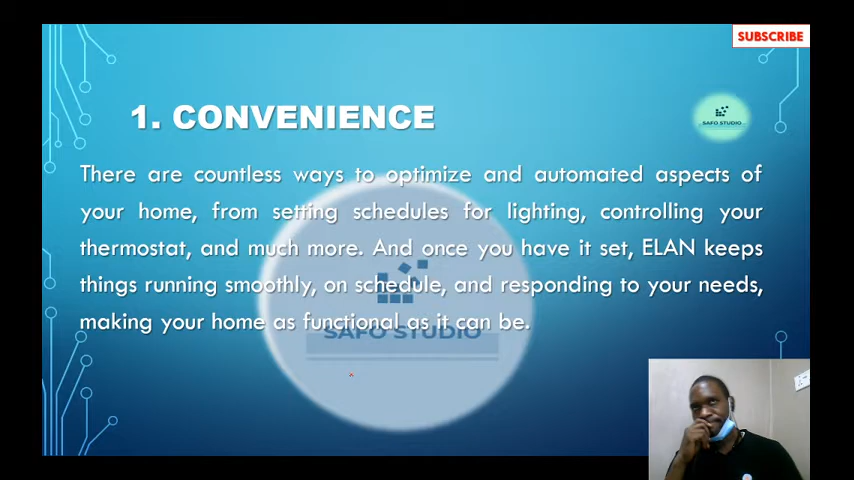 SUBSCRIBE
1. CONVENIENCE
SAFO STUDIO
There are countless ways to optimize and automated aspects of
your home, from setting schedules for lighting, controlling your
thermostat, and much more. And once you have it set, ELAN keeps
things running smoothly, on schedule, and responding to your needs,
making your home as functional as it can be.
SAFO STUDIO